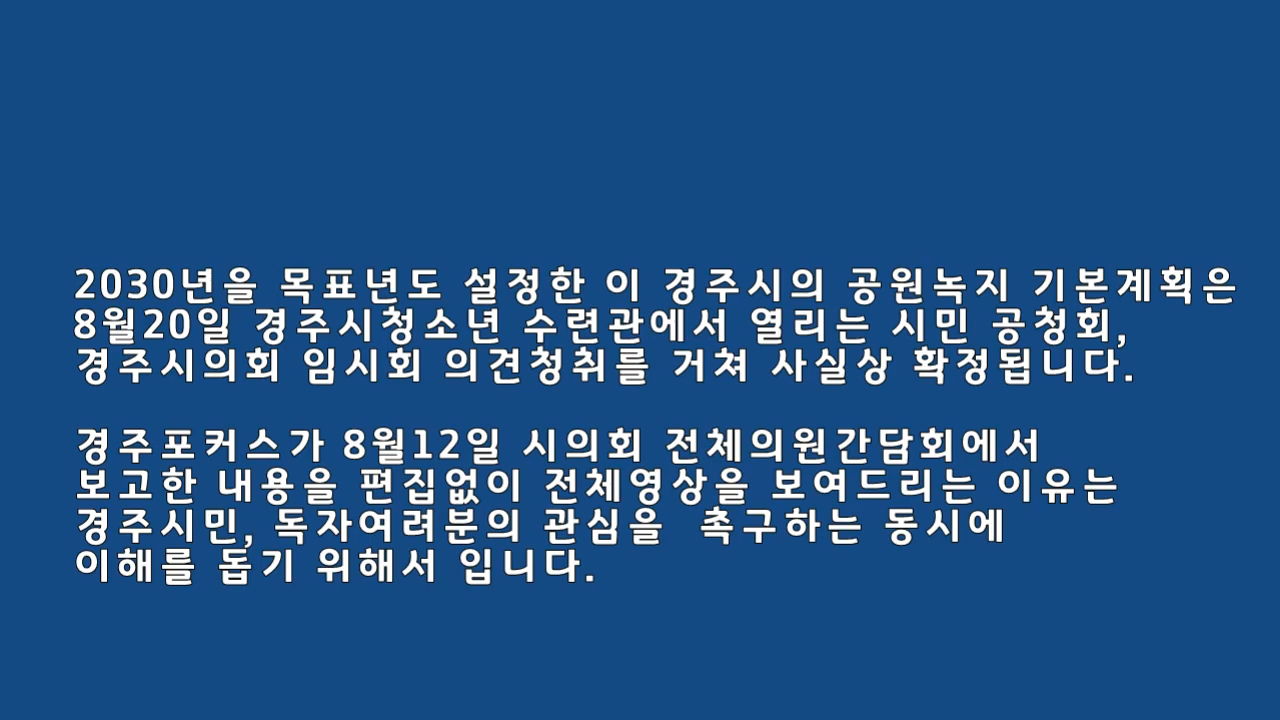 2030년을 목표년도 설정한 이 경주시의 공원녹지 기본계획은
8월20일 경주시청소년 수련관에서 열리는 시민 공청회,
경주시의회 임시회 의견청취를 거쳐 사실상 확정됩니다.
경주포커스가 8월12일 시의회 전체의원간담회에서
보고한 내용을 편집없이 전체영상을 보여드리는 이유는
경주시민, 독자여려분의 관심을 촉구하는 동시에
이해를 돕기 위해서 입니다.